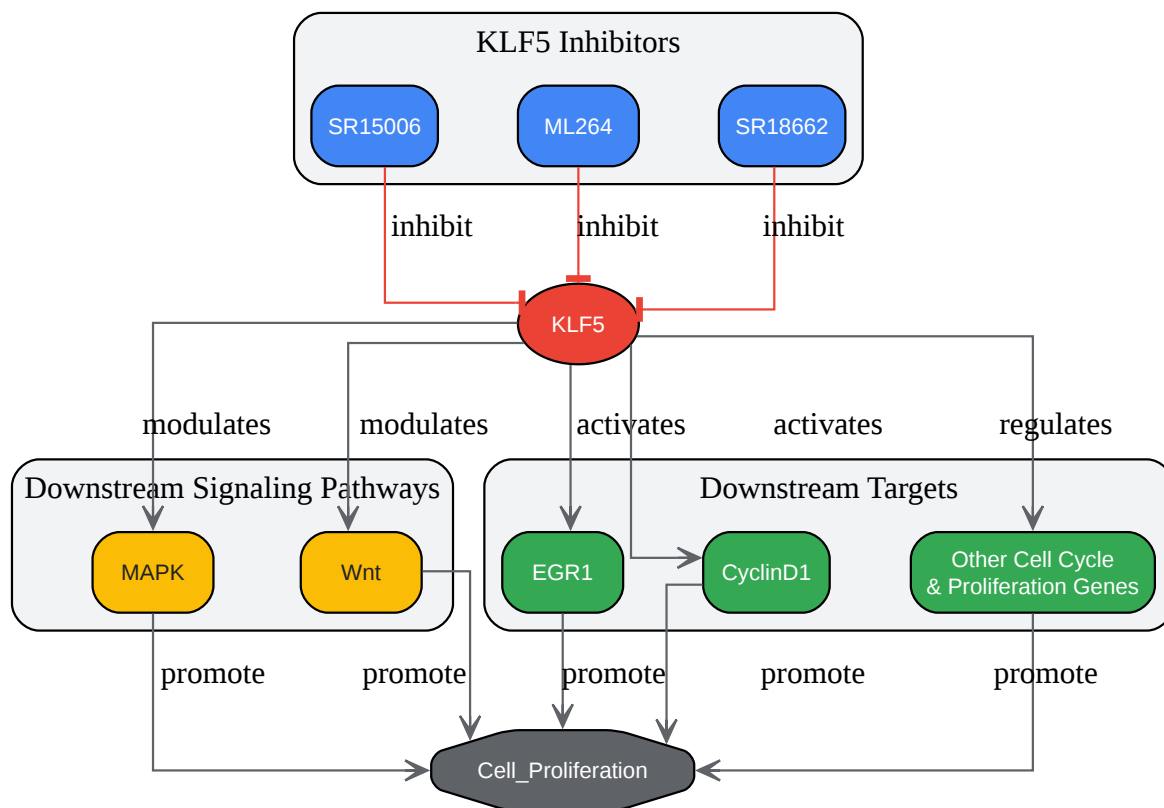 KLF5 Inhibitors
SR15006
ML264
SR18662
inhibit
inhibit
inhibit
KLF5
modulates
modulates
activates
activates
regulates
Downstream Signaling Pathways
Downstream Targets
MAPK
Wnt
EGR1
CyclinD1
Other Cell Cycle
& Proliferation Genes
promote
promote
promote
promote
promote
Cell_Proliferation